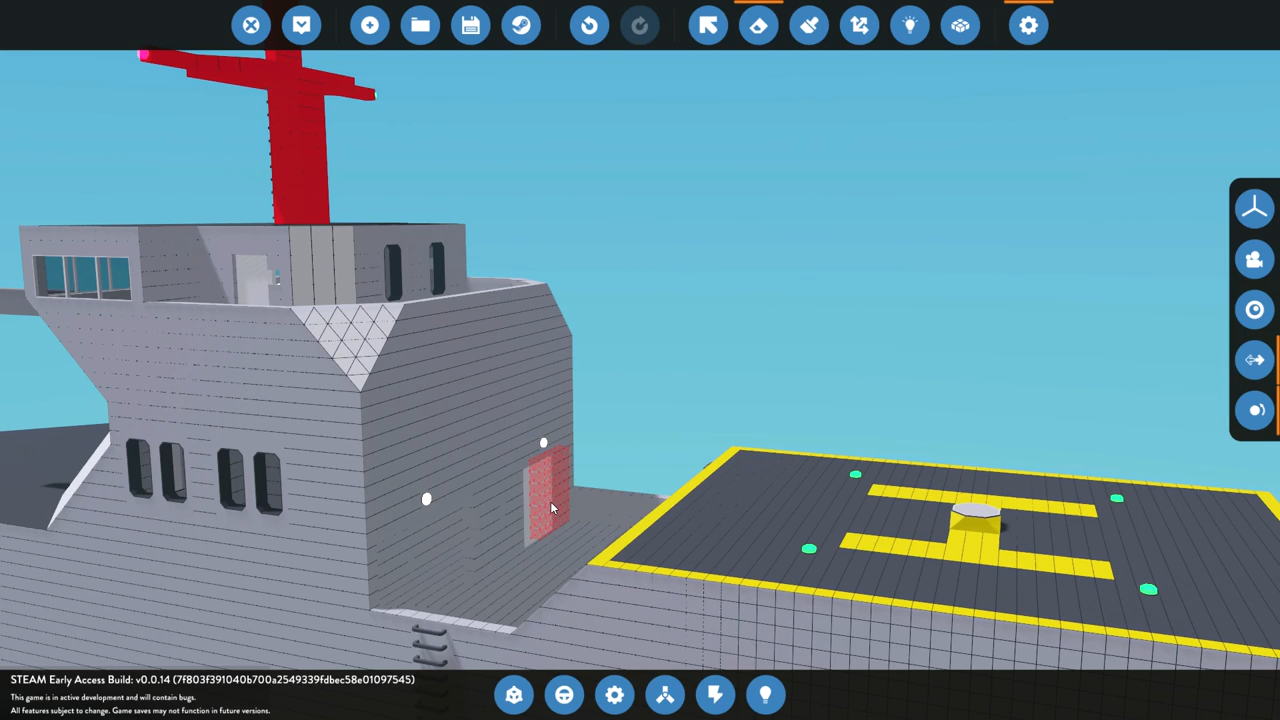 STEAM Early Access Build: v0.0.14 (7f803f391040b700a2549339fdbec58e01097545)
This game is in active development and will contain bugs.
All features subject to change. Game saves may not function in future versions.